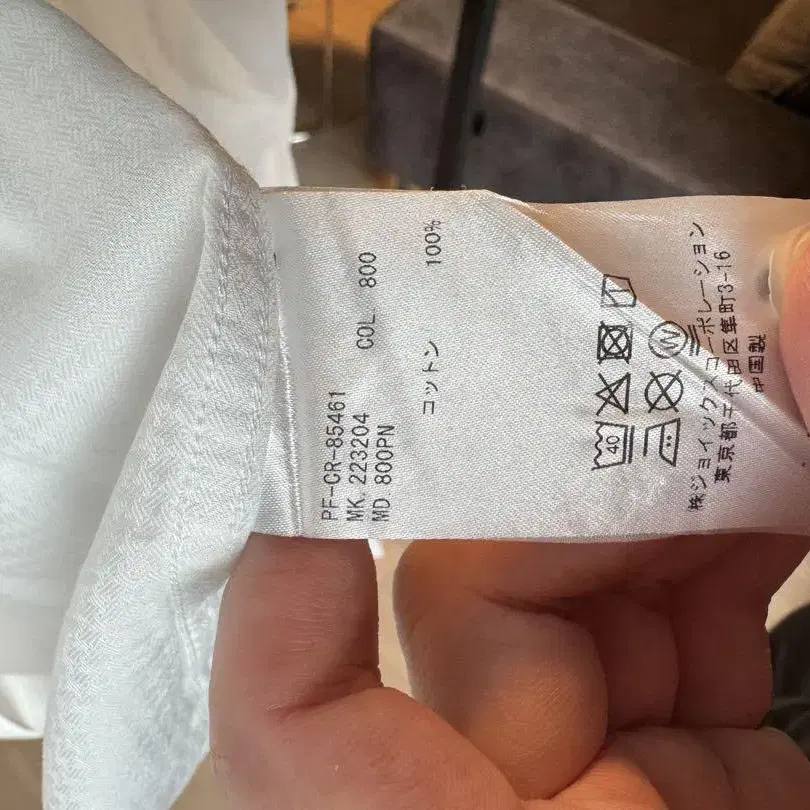 PF-CR-85461
MK. 223204 COL 800
MD 800PN
コットン 100%
40
W
㈱ジョイックスコーポレーション
東京都千代田区隼町3-16
中国製